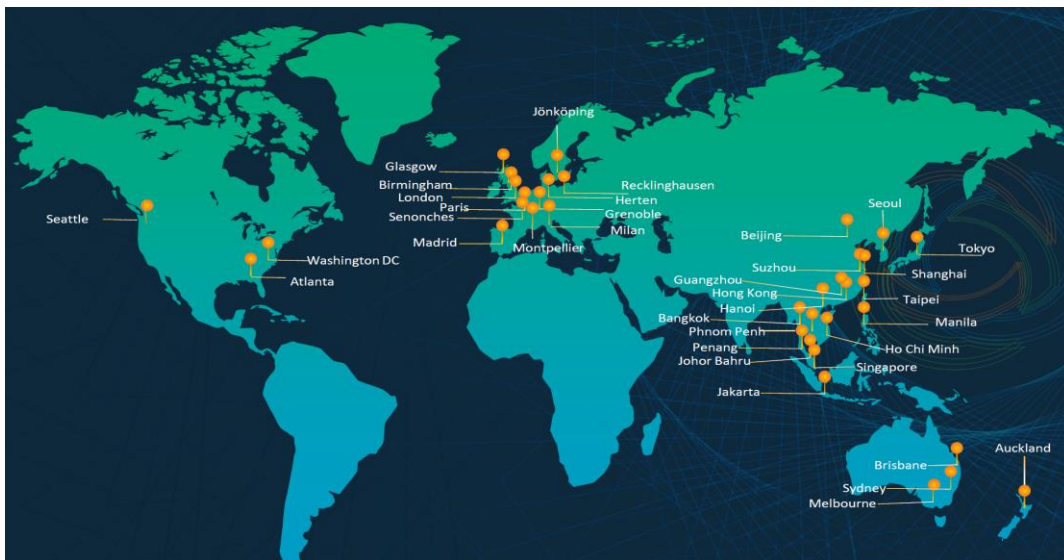 Jönköping
Glasgow
Birmingham
London
Paris
Senonches
Madrid
Montpellier
Recklinghausen
Herten
Grenoble
Milan
Seattle
Washington DC
Atlanta
Beijing
Seoul
Tokyo
Suzhou
Shanghai
Guangzhou
Hong Kong
Hanoi
Taipei
Bangkok
Manila
Phnom Penh
Penang
Ho Chi Minh
Johor Bahru
Singapore
Jakarta
Brisbane
Auckland
Sydney
Melbourne